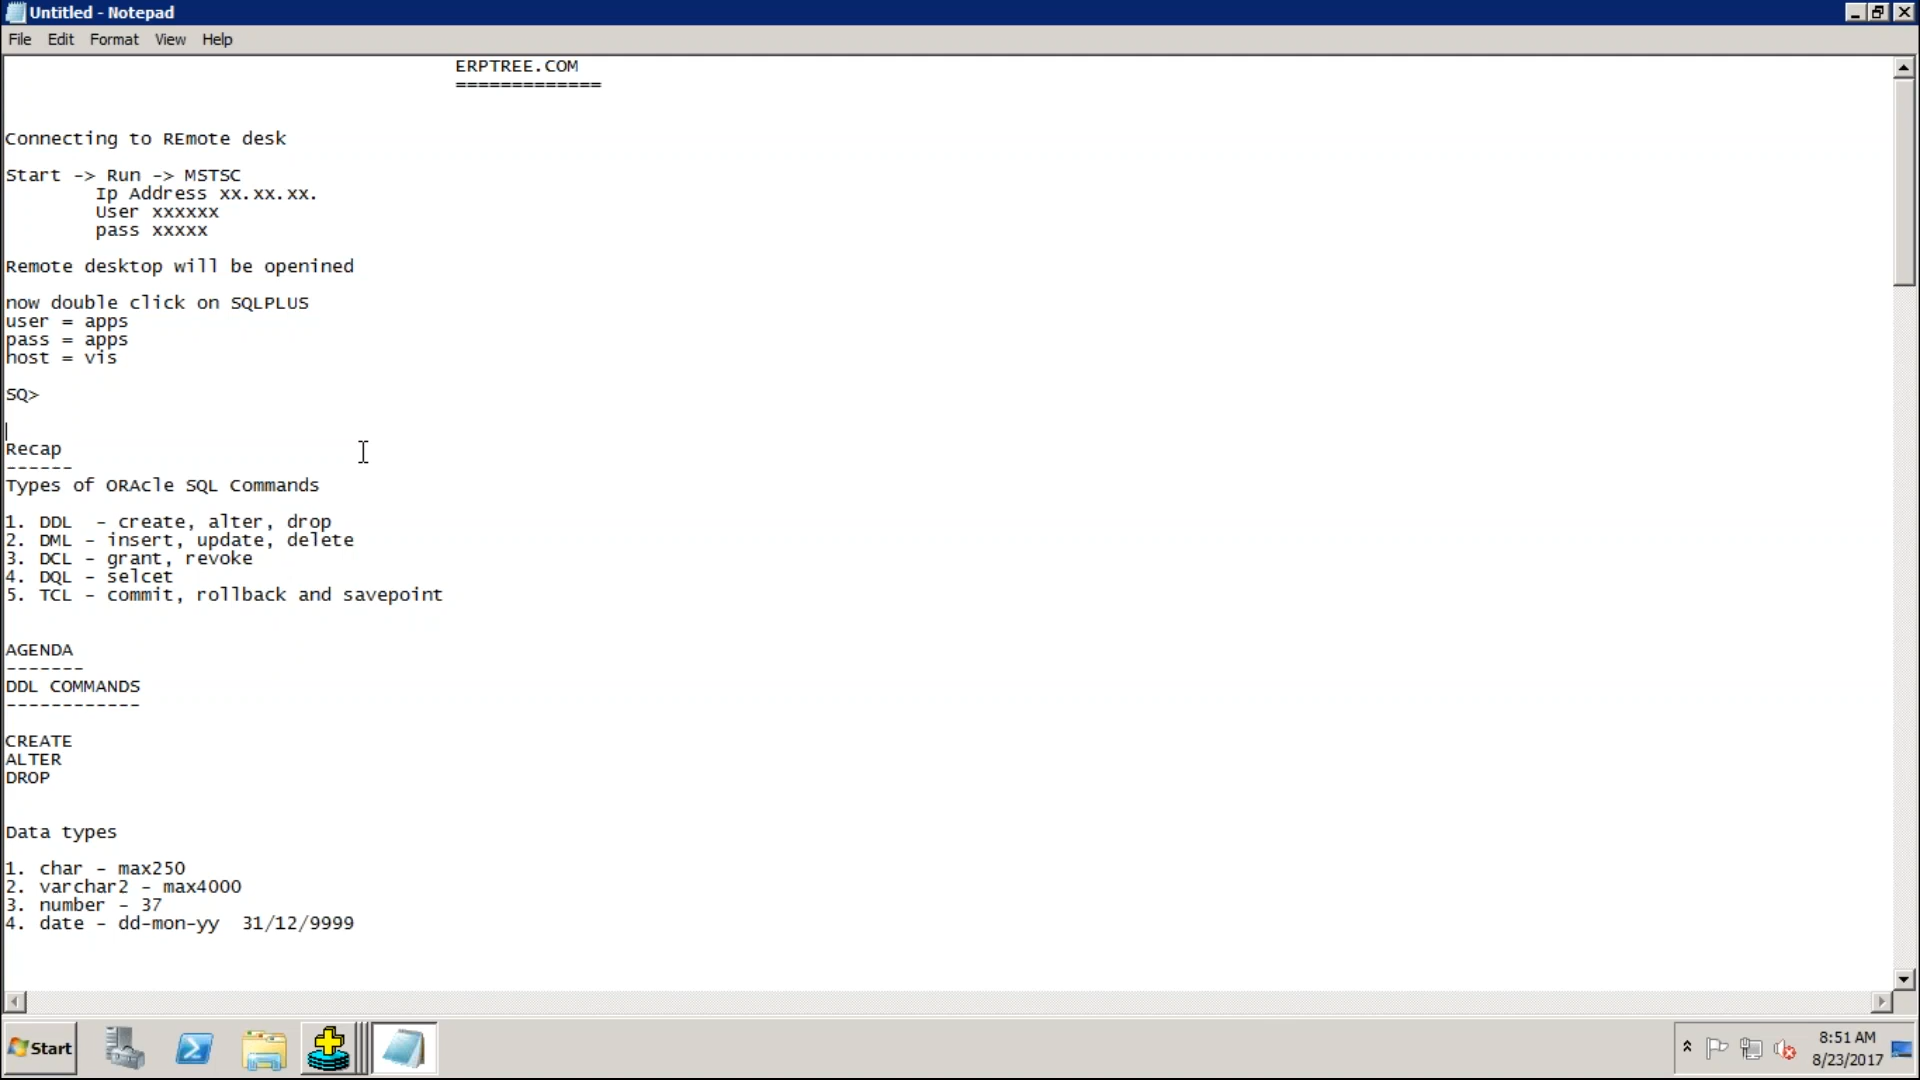 Untitled - Notepad
File Edit Format View Help
ERPTREE.COM
=============
Connecting to REmote desk
Start -> Run -> MSTSC
Ip Address xx.xx.xx.
User xxxxxx
pass xxxxx
Remote desktop will be openined
now double click on SQLPLUS
user = apps
pass = apps
host = vis
SQ>
Recap
------
Types of ORAcle SQL Commands
1. DDL  - create, alter, drop
2. DML - insert, update, delete
3. DCL - grant, revoke
4. DQL - selcet
5. TCL - commit, rollback and savepoint
AGENDA
-------
DDL COMMANDS
------------
CREATE
ALTER
DROP
Data types
1. char - max250
2. varchar2 - max4000
3. number - 37
4. date - dd-mon-yy  31/12/9999
Start
8:51 AM
8/23/2017